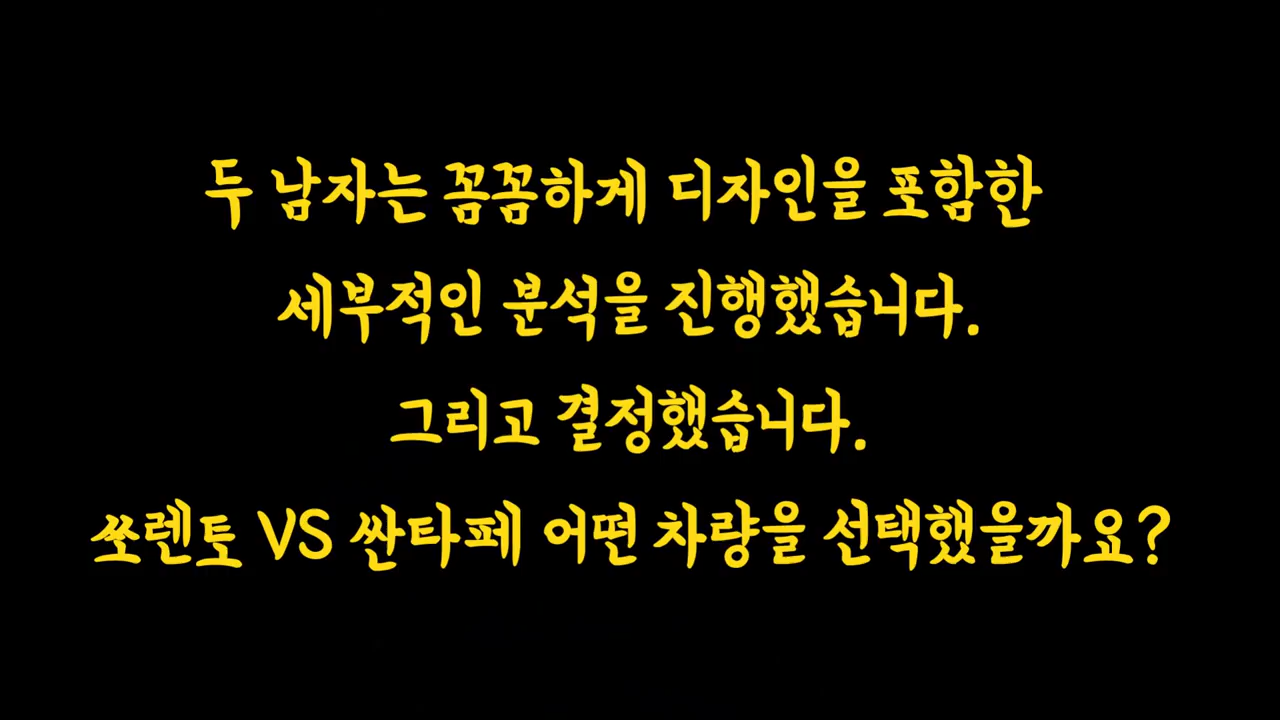 두 남자는 꼼꼼하게 디자인을 포함한
세부적인 분석을 진행했습니다.
그리고 결정했습니다.
쏘렌토 VS 싼타페 어떤 차량을 선택했을까요?